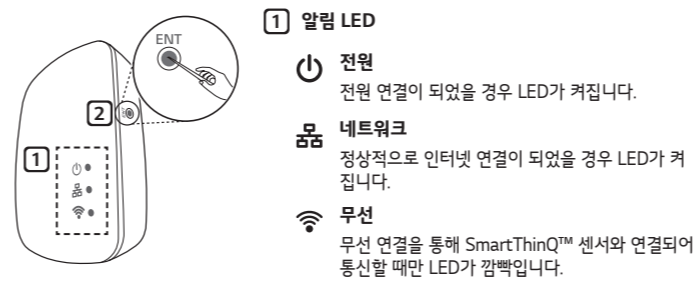 ENT
2
1
1 알림 LED
전원
전원 연결이 되었을 경우 LED가 켜집니다.
네트워크
정상적으로 인터넷 연결이 되었을 경우 LED가 켜
집니다.
무선
무선 연결을 통해 SmartThinQ™ 센서와 연결되어
통신할 때만 LED가 깜빡입니다.